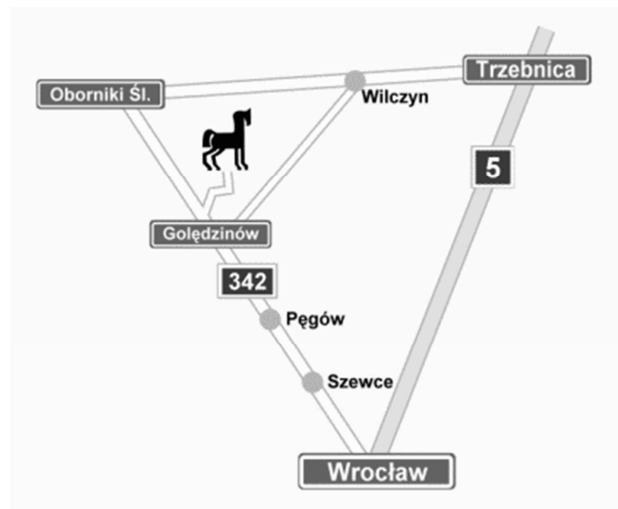 Trzebnica
Oborniki Śl.
Wilczyn
5
Golędzinów
342
Pęgów
Szewce
Wrocław